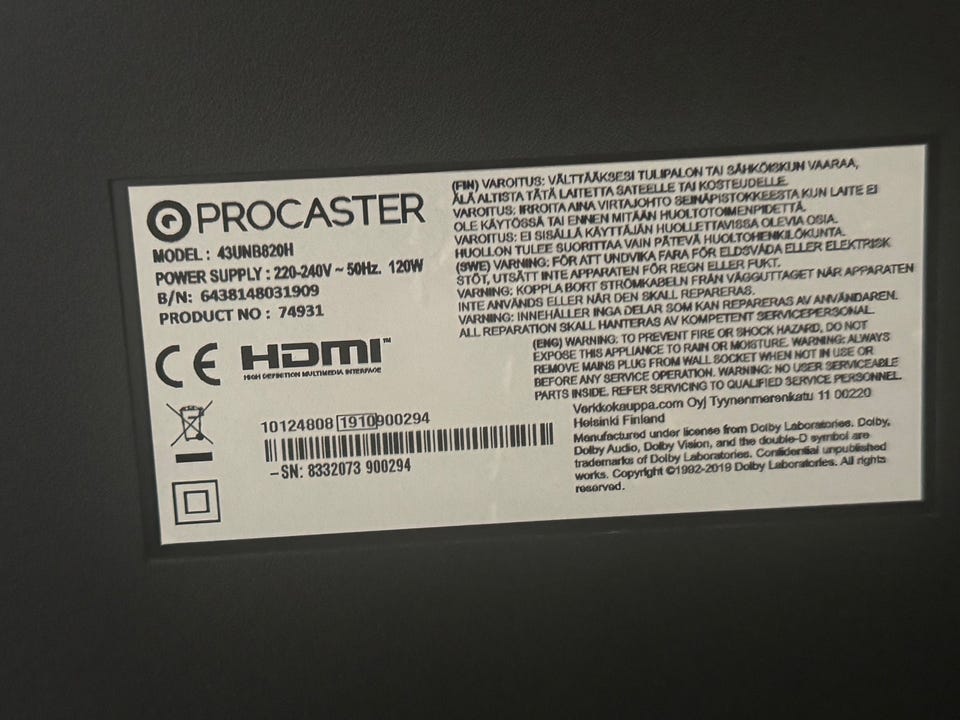 PROCASTER
MODEL : 43UNB820H
POWER SUPPLY : 220-240V ~ 50Hz. 120W
B/N: 6438148031909
PRODUCT NO : 74931
CE HDMI™
HIGH DEFINITION MULTIMEDIA INTERFACE
10124808 1910 900294
-SN: 8332073 900294
(FIN) VAROITUS: VÄLTTÄÄKSESI TULIPALON TAI SÄHKÖISKUN VAARAA,
ÄLÄ ALTISTA TÄTÄ LAITETTA SATEELLE TAI KOSTEUDELLE.
VAROITUS: IRROITA AINA VIRTAJOHTO SEINÄPISTOKKEESTA KUN LAITE EI
OLE KÄYTÖSSÄ TAI ENNEN MITÄÄN HUOLTOTOIMENPIDETTÄ.
VAROITUS: EI SISÄLLÄ KÄYTTÄJÄN HUOLLETTAVISSA OLEVIA OSIA.
HUOLLON TULEE SUORITTAA VAIN PÄTEVÄ HUOLTOHENKILÖKUNTA.
(SWE) VARNING: FÖR ATT UNDVIKA FARA FÖR ELDSVÅDA ELLER ELEKTRISK
STÖT, UTSÄTT INTE APPARATEN FÖR REGN ELLER FUKT.
VARNING: KOPPLA BORT STRÖMKABELN FRÅN VÄGGUTTAGET NÄR APPARATEN
INTE ANVÄNDS ELLER NÄR DEN SKALL REPARERAS.
VARNING: INNEHÅLLER INGA DELAR SOM KAN REPARERAS AV ANVÄNDAREN.
ALL REPARATION SKALL HANTERAS AV KOMPETENT SERVICEPERSONAL.
(ENG) WARNING: TO PREVENT FIRE OR SHOCK HAZARD, DO NOT
EXPOSE THIS APPLIANCE TO RAIN OR MOISTURE. WARNING: ALWAYS
REMOVE MAINS PLUG FROM WALL SOCKET WHEN NOT IN USE OR
BEFORE ANY SERVICE OPERATION. WARNING: NO USER SERVICEABLE
PARTS INSIDE. REFER SERVICING TO QUALIFIED SERVICE PERSONNEL.
Verkkokauppa.com Oyj Tyynenmerenkatu 11 00220
Helsinki Finland
Manufactured under license from Dolby Laboratories. Dolby,
Dolby Audio, Dolby Vision, and the double-D symbol are
trademarks of Dolby Laboratories. Confidential unpublished
works. Copyright ©1992-2019 Dolby Laboratories. All rights
reserved.